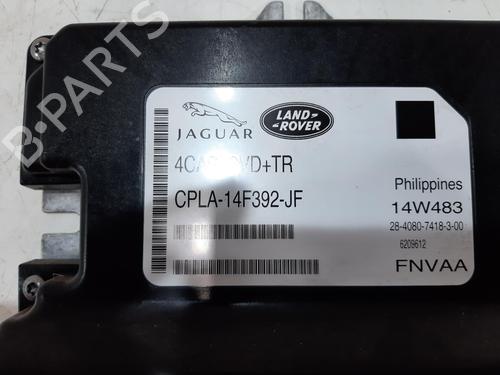 B-PARTS
JAGUAR
LAND-
ROVER
CPLA-14F392-JF
Philippines
14W483
28-4080-7418-3-00
6209612
FNVAA